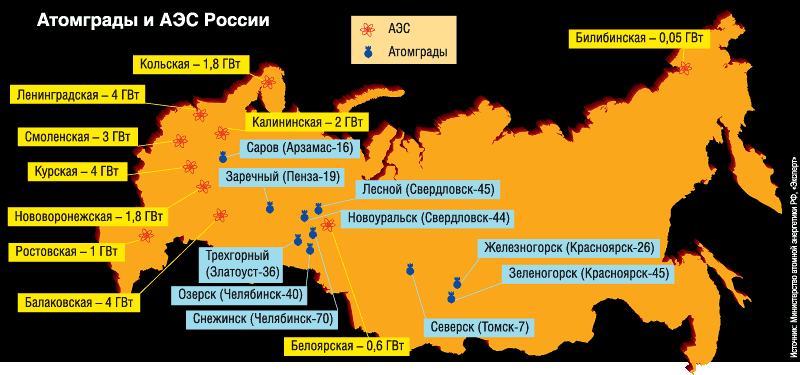 Атомграды и АЭС России
АЭС
Атомграды
Билибинская – 0,05 ГВт
Кольская – 1,8 ГВт
Ленинградская – 4 ГВт
Калининская – 2 ГВт
Смоленская – 3 ГВт
Саров (Арзамас-16)
Курская – 4 ГВт
Заречный (Пенза-19)
Лесной (Свердловск-45)
Нововоронежская – 1,8 ГВт
Новоуральск (Свердловск-44)
Ростовская – 1 ГВт
Трехгорный
(Златоуст-36)
Железногорск (Красноярск-26)
Зеленогорск (Красноярск-45)
Балаковская – 4 ГВт
Озерск (Челябинск-40)
Снежинск (Челябинск-70)
Северск (Томск-7)
Белоярская – 0,6 ГВт
Источник: Министерство атомной энергетики РФ, «Эксперт»